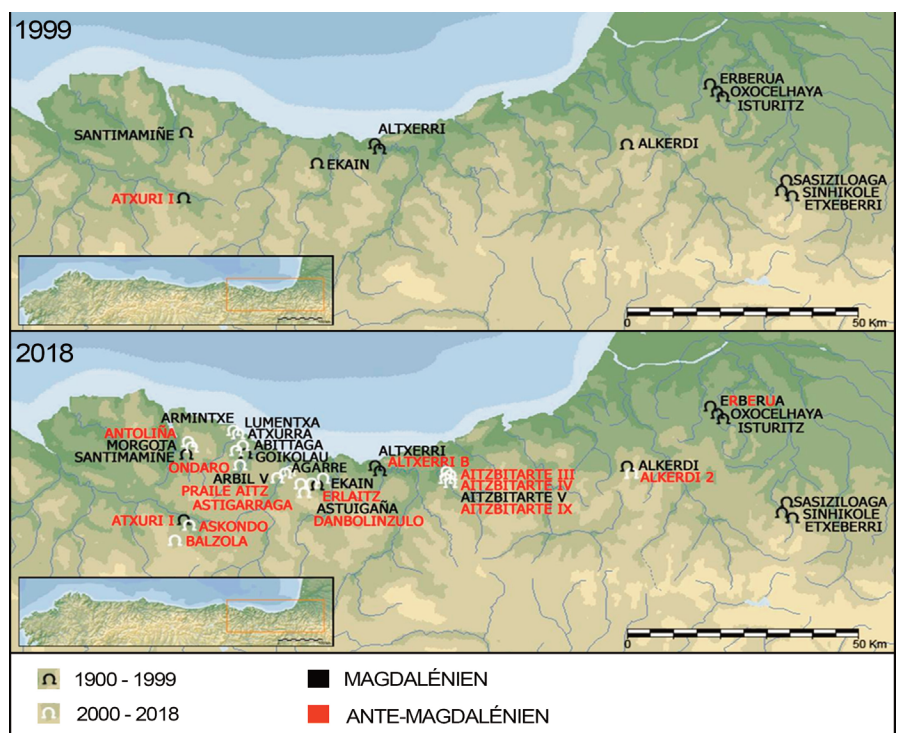 1999
ERBERUA
OXOCELHAYA
ISTURITZ
SANTIMAMIÑE
ALTXERRI
EKAIN
ALKERDI
ATXURI I
SASIZILOAGA
SINHIKOLE
ETXEBERRI
0 50 Km
2018
ERBERUA
OXOCELHAYA
ISTURITZ
ARMINTXE
LUMENTXA
ANTOLIÑA
ATXURRA
MORGOTA
ABITTAGA
SANTIMAMIÑE
GOIKOLAU
ONDARO
AGARRE
ARBIL V
EKAIN
PRAILE AITZ
ERLAITZ
ASTIGARRAGA
ASTUIGAÑA
DANBOLINZULO
ALTXERRI
ALTXERRI B
AITZBITARTE III
AITZBITARTE IV
AITZBITARTE V
AITZBITARTE IX
ALKERDI
ALKERDI 2
ATXURI I
ASKONDO
BALZOLA
SASIZILOAGA
SINHIKOLE
ETXEBERRI
0 50 Km
1900 - 1999 MAGDALÉNIEN
2000 - 2018 ANTE-MAGDALÉNIEN